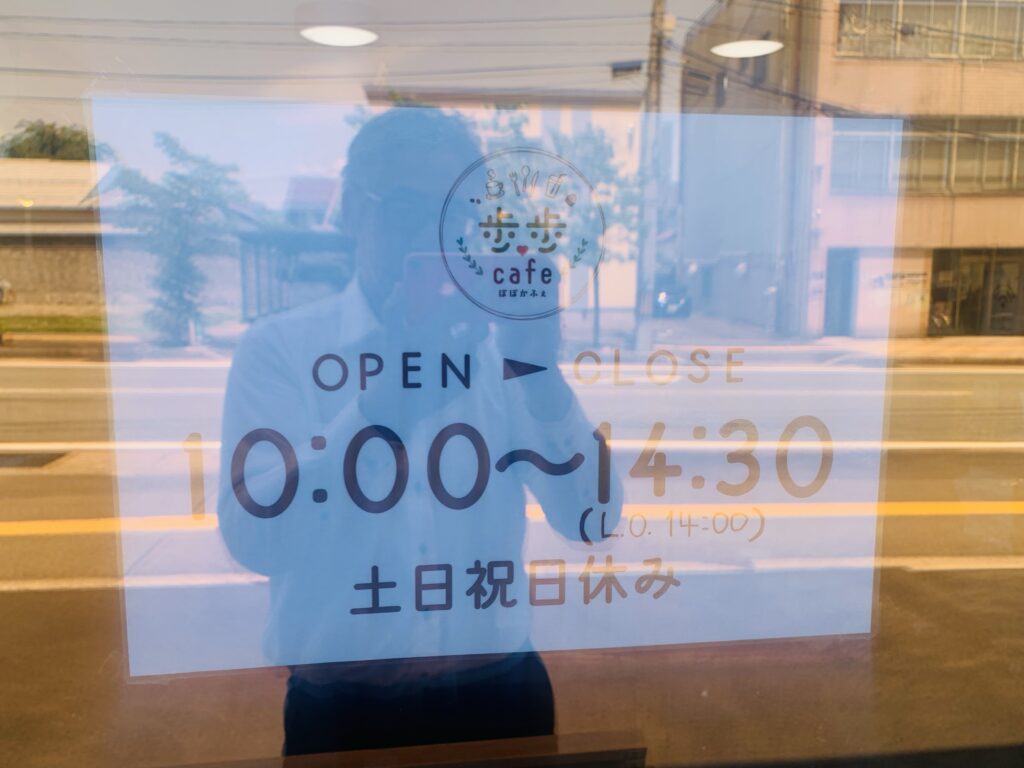 歩歩
cafe
ぽぽかふぇ
OPEN ► CLOSE
10:00～14:30
(L.O. 14:00)
土日祝日休み